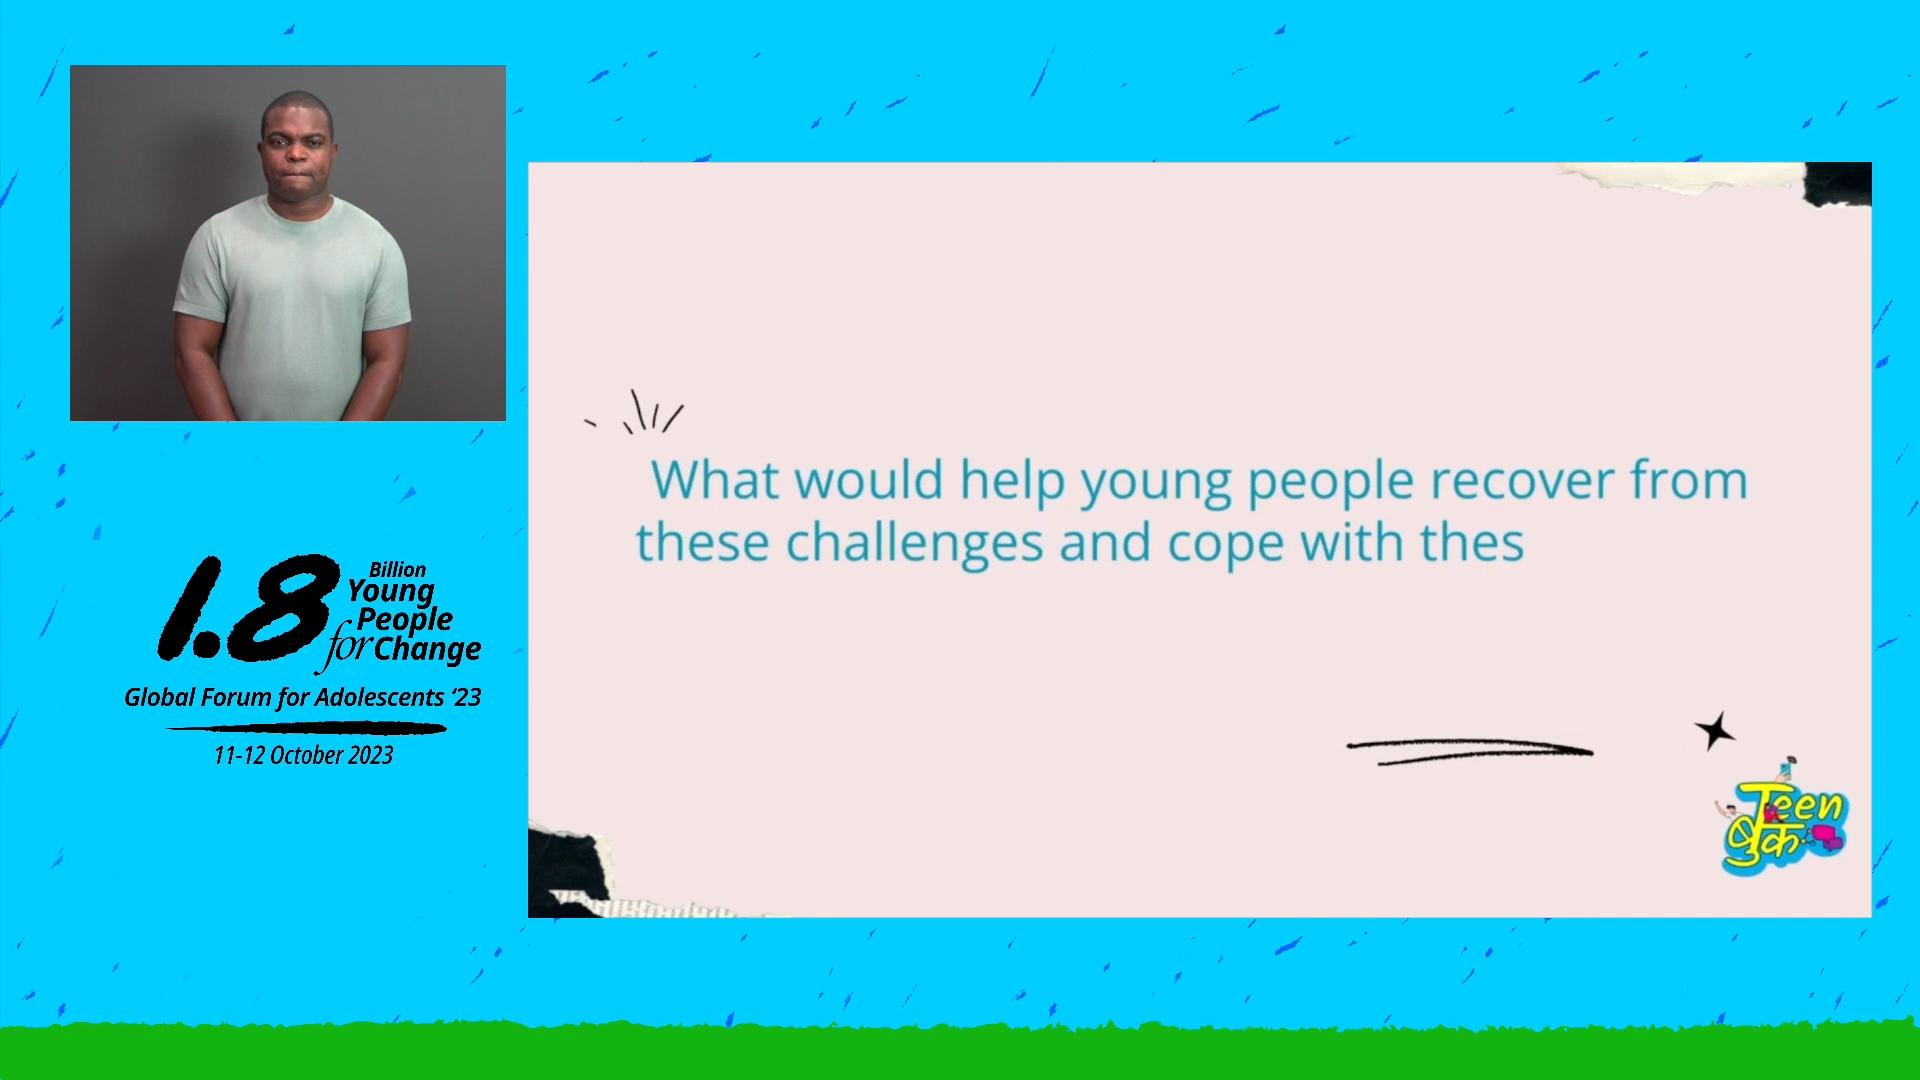 1.8 Billion
Young
People
for Change
Global Forum for Adolescents ‘23
11-12 October 2023
What would help young people recover from
these challenges and cope with thes
Teen
बुक